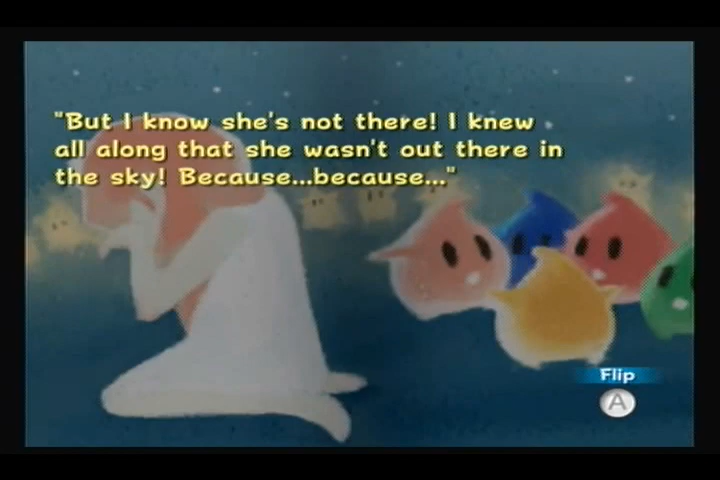 "But I know she's not there! I knew
all along that she wasn't out there in
the sky! Because...because..."
Flip
A